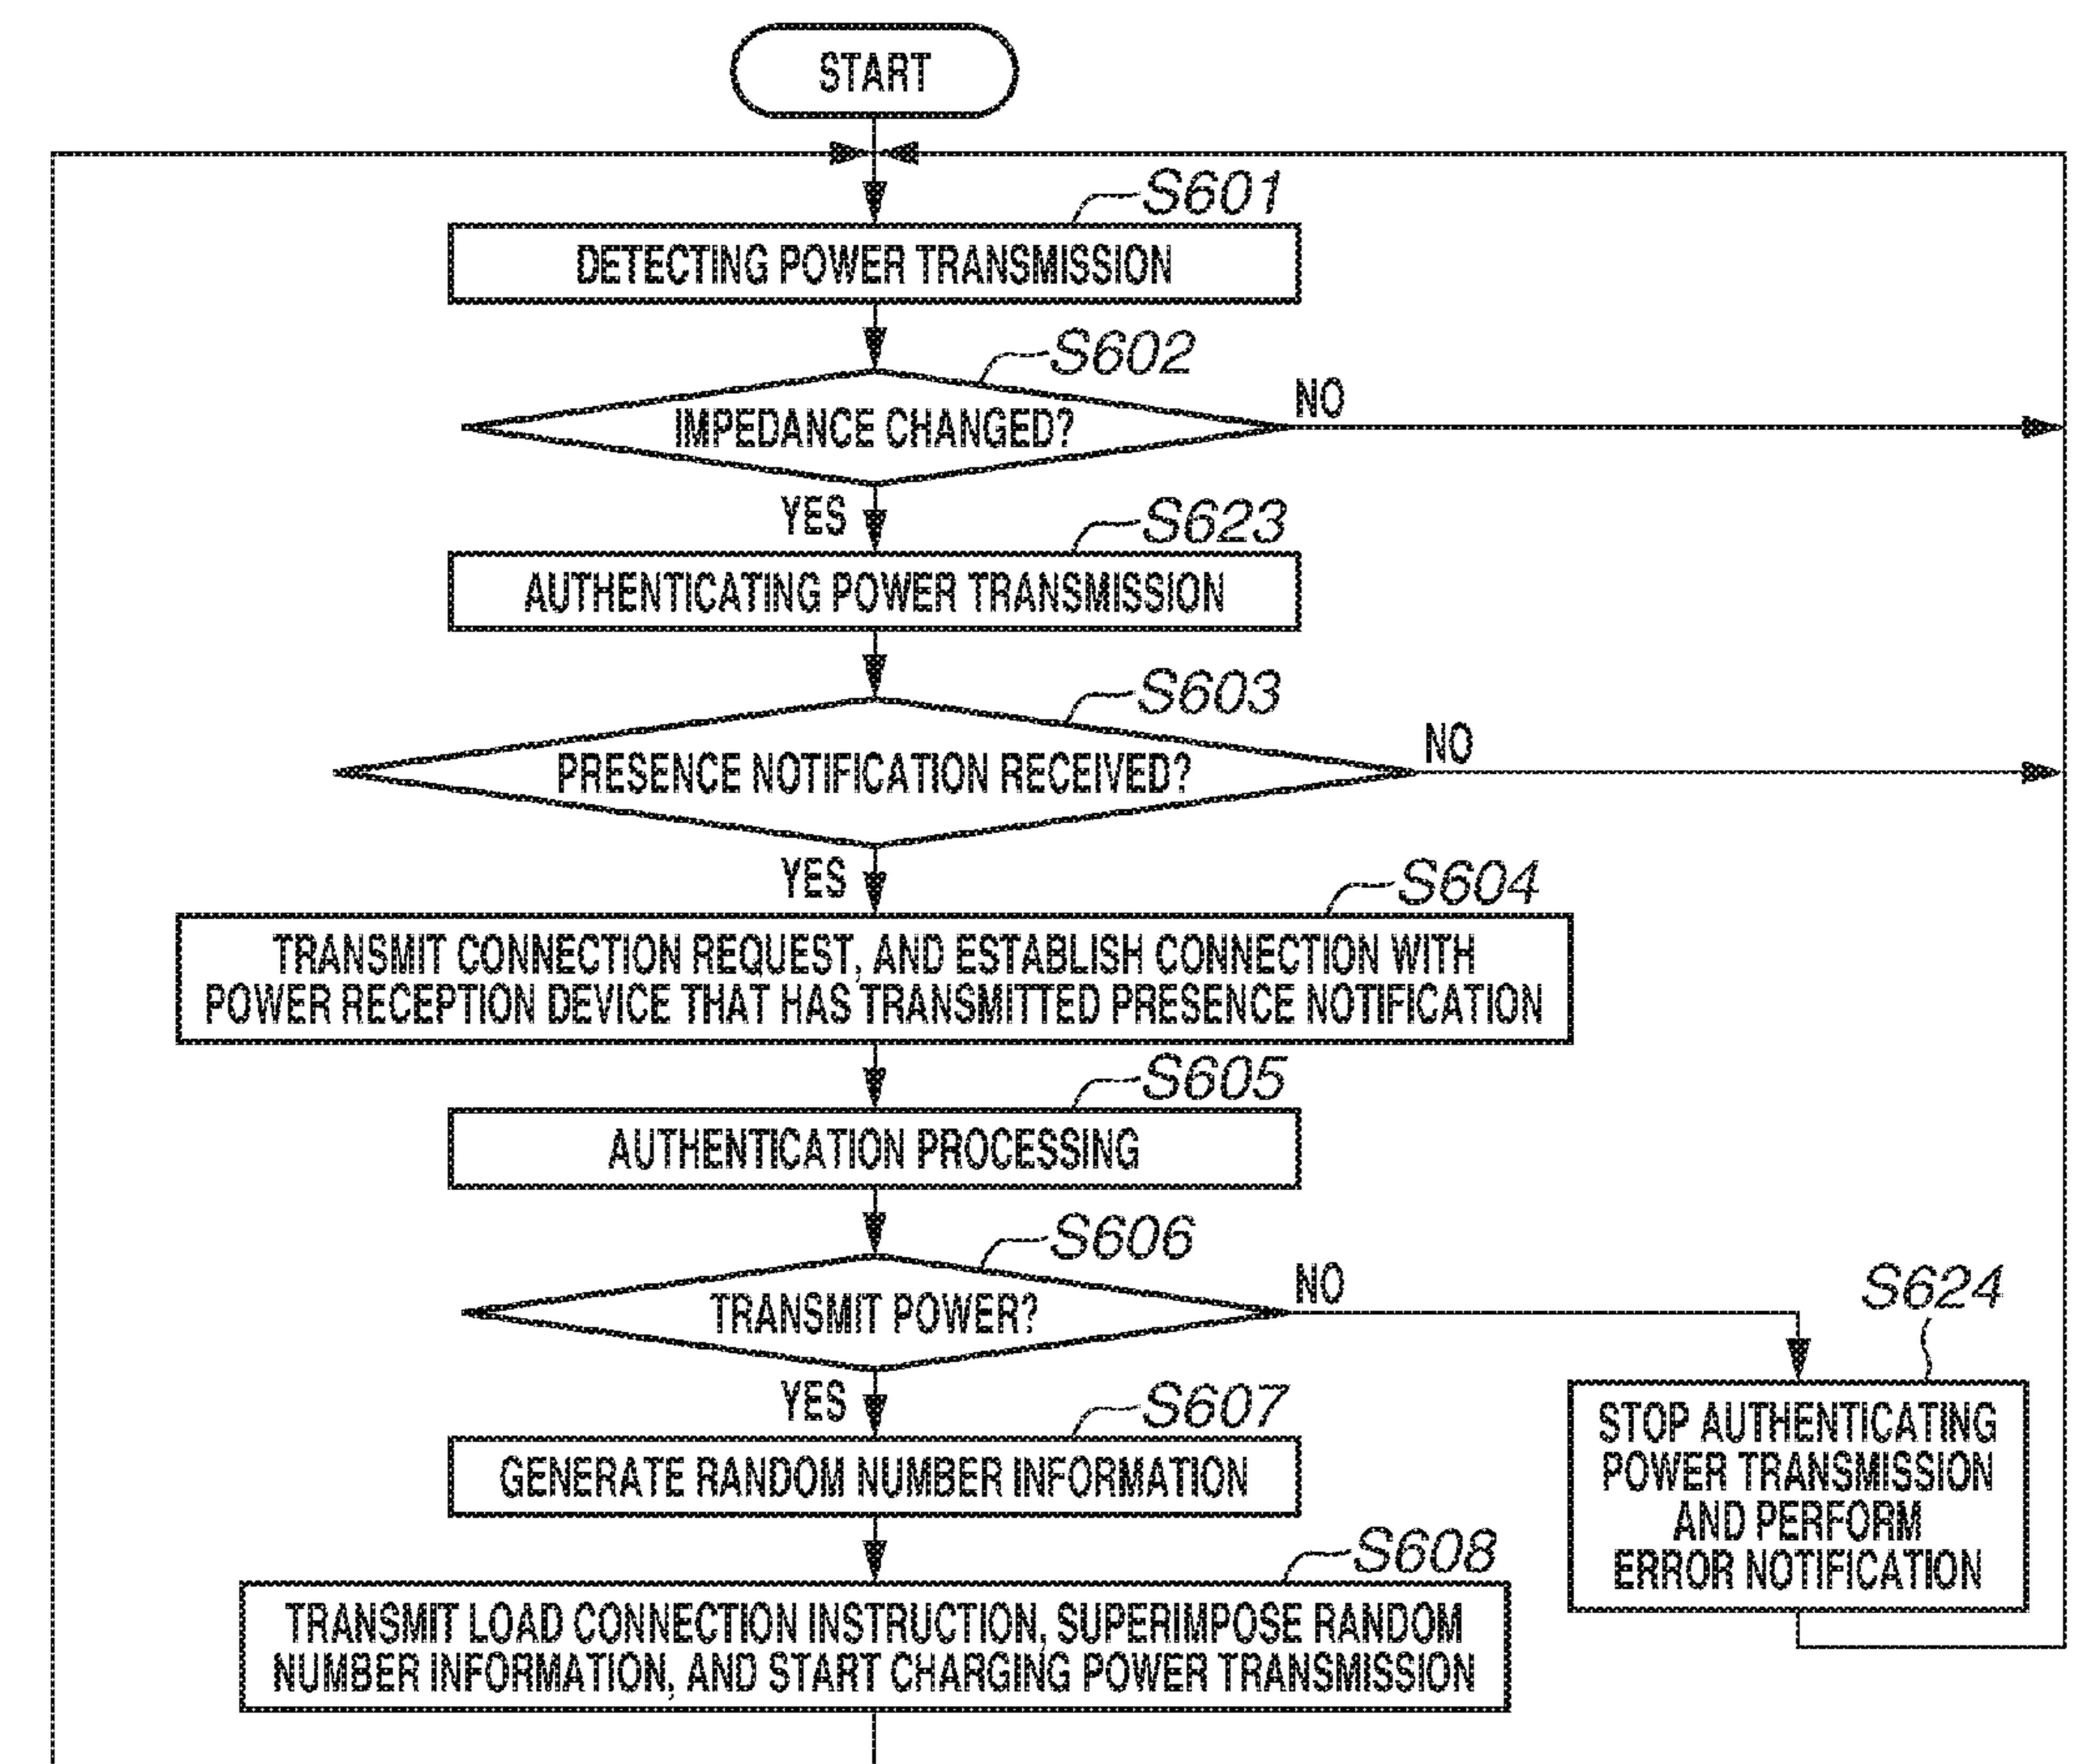 START
S601
DETECTING POWER TRANSMISSION
S602
IMPEDANCE CHANGED?
NO
YES
S623
AUTHENTICATING POWER TRANSMISSION
S603
PRESENCE NOTIFICATION RECEIVED?
NO
YES
S604
TRANSMIT CONNECTION REQUEST, AND ESTABLISH CONNECTION WITH
POWER RECEPTION DEVICE THAT HAS TRANSMITTED PRESENCE NOTIFICATION
S605
AUTHENTICATION PROCESSING
S606
TRANSMIT POWER?
NO
YES
S624
STOP AUTHENTICATING
POWER TRANSMISSION
AND PERFORM
ERROR NOTIFICATION
S607
GENERATE RANDOM NUMBER INFORMATION
S608
TRANSMIT LOAD CONNECTION INSTRUCTION, SUPERIMPOSE RANDOM
NUMBER INFORMATION, AND START CHARGING POWER TRANSMISSION